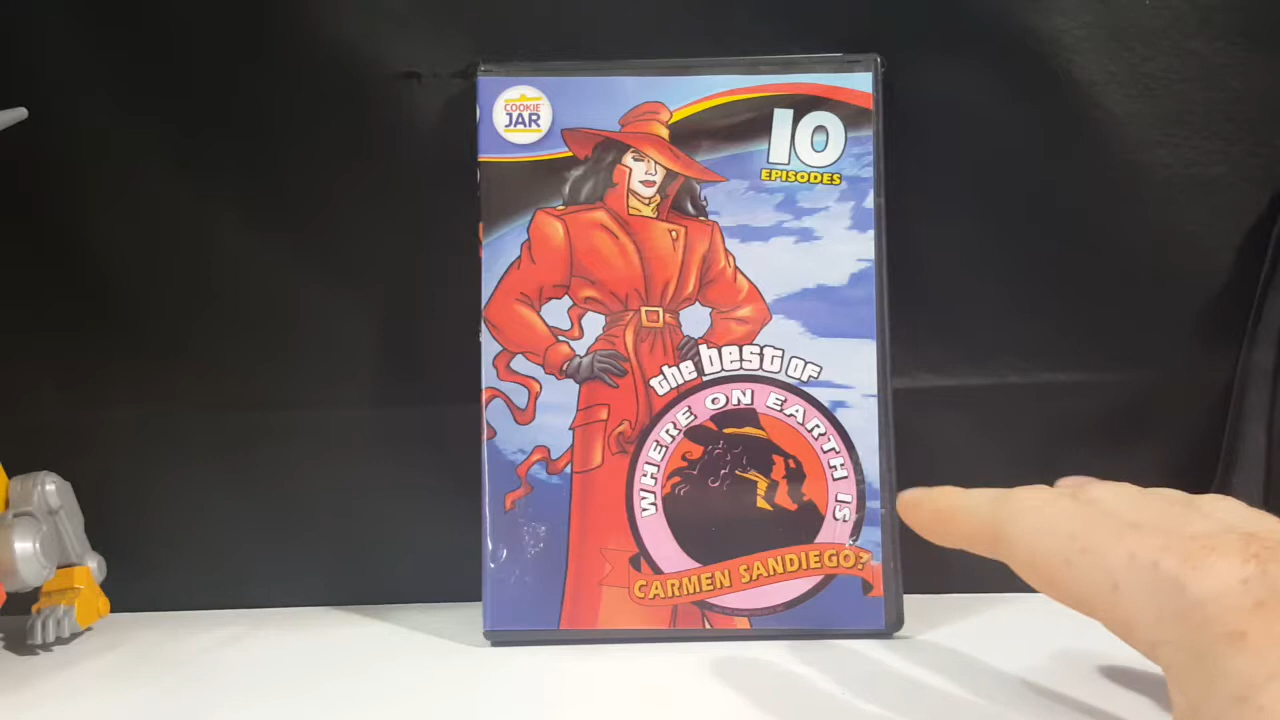 COOKIE
JAR
10
EPISODES
the best of
WHERE ON EARTH IS
CARMEN SANDIEGO?